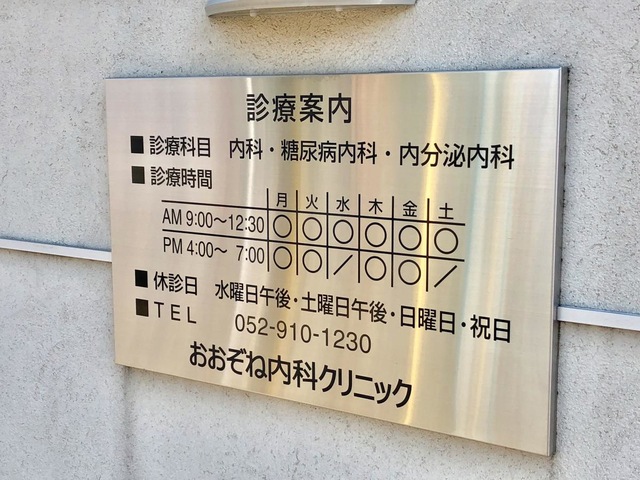 診療案内
■ 診療科目 内科・糖尿病内科・内分泌内科
■ 診療時間
月 火 水 木 金 土
AM 9:00～12:30 ○ ○ ○ ○ ○ ○
PM 4:00～ 7:00 ○ ○ ／ ○ ○ ／
■ 休診日 水曜日午後・土曜日午後・日曜日・祝日
■ TEL 052-910-1230
おおぞね内科クリニック